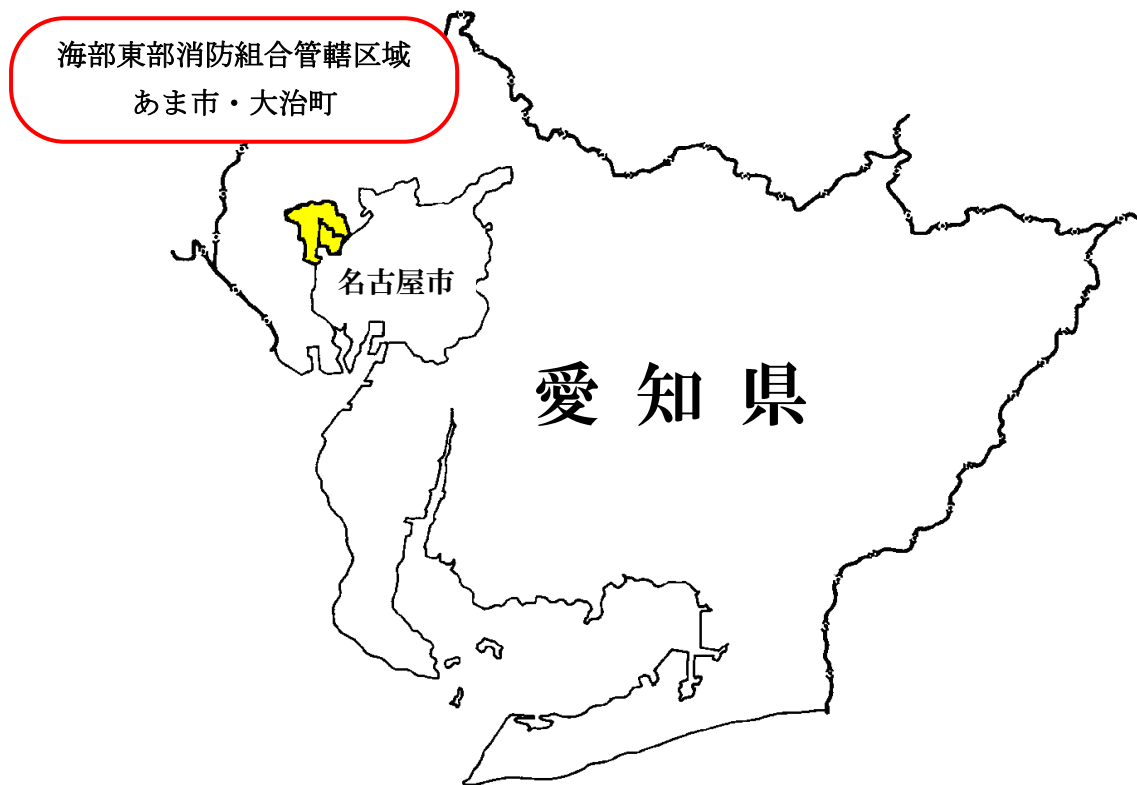 海部東部消防組合管轄区域
あま市・大治町
名古屋市
愛知県